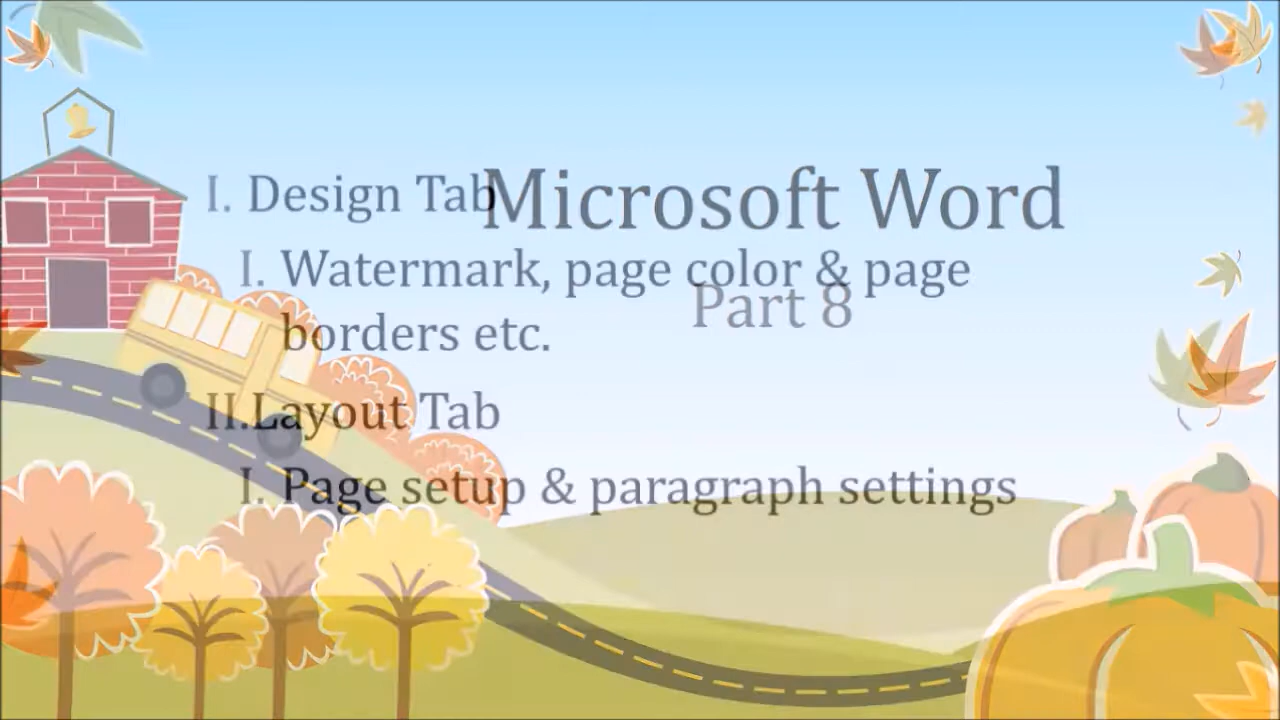 Microsoft Word
Part 8
I. Design Tab
I. Watermark, page color & page
borders etc.
II.Layout Tab
I. Page setup & paragraph settings